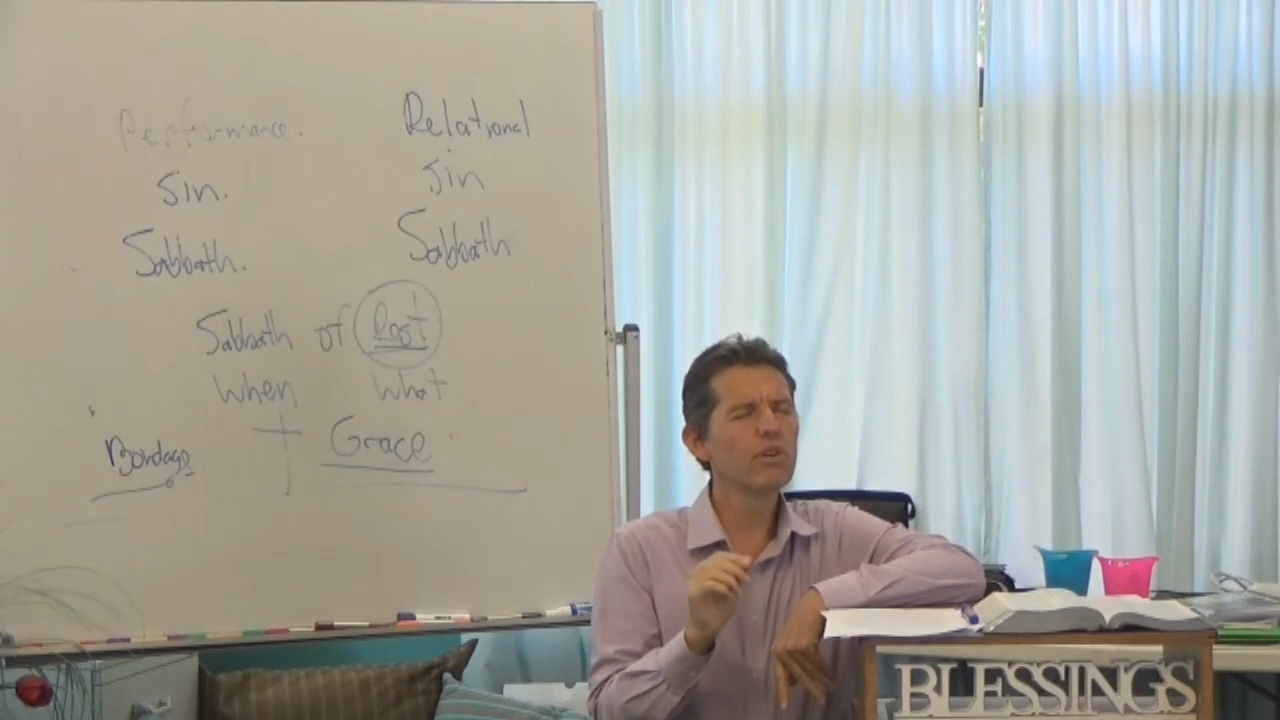 Performance. Relational
Sin. Sin
Sabbath. Sabbath
Sabbath of Rest
When What
Bondage Grace
BLESSINGS